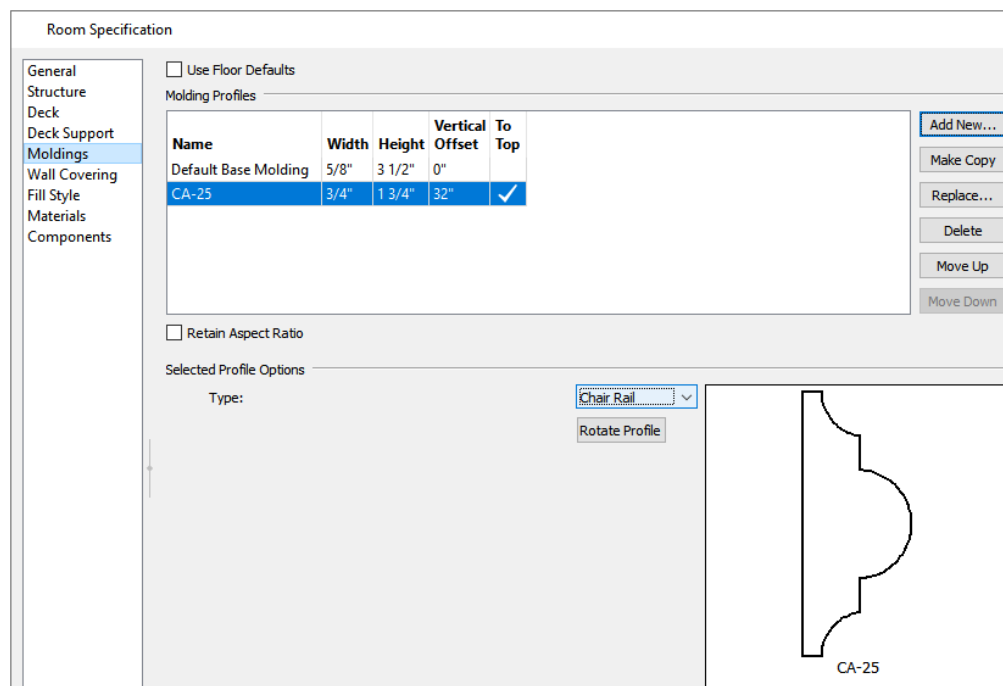 Room Specification
General
Structure
Deck
Deck Support
Moldings
Wall Covering
Fill Style
Materials
Components
Use Floor Defaults
Molding Profiles
Name Width Height Vertical Offset To Top
Default Base Molding 5/8" 3 1/2" 0"
CA-25 3/4" 1 3/4" 32"
Add New...
Make Copy
Replace...
Delete
Move Up
Move Down
Retain Aspect Ratio
Selected Profile Options
Type: Chair Rail
Rotate Profile
CA-25